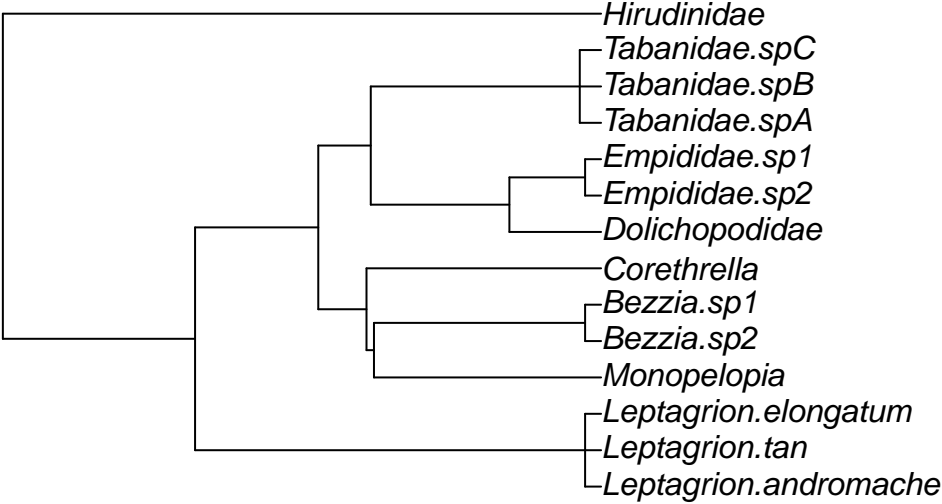 Hirudinidae
Tabanidae.spC
Tabanidae.spB
Tabanidae.spA
Empididae.sp1
Empididae.sp2
Dolichopodidae
Corethrella
Bezzia.sp1
Bezzia.sp2
Monopelopia
Leptagrion.elongatum
Leptagrion.tan
Leptagrion.andromache